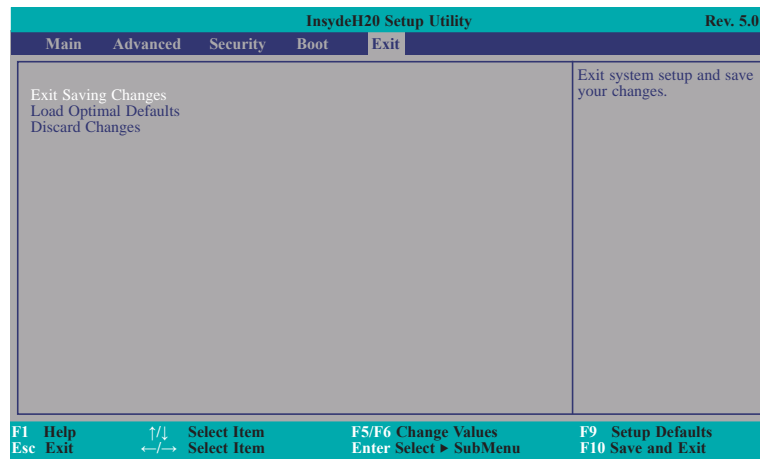 InsydeH20 Setup Utility Rev. 5.0
Main Advanced Security Boot Exit
Exit Saving Changes
Load Optimal Defaults
Discard Changes
Exit system setup and save
your changes.
F1 Help ↑/↓ Select Item F5/F6 Change Values F9 Setup Defaults
Esc Exit ←/→ Select Item Enter Select ► SubMenu F10 Save and Exit